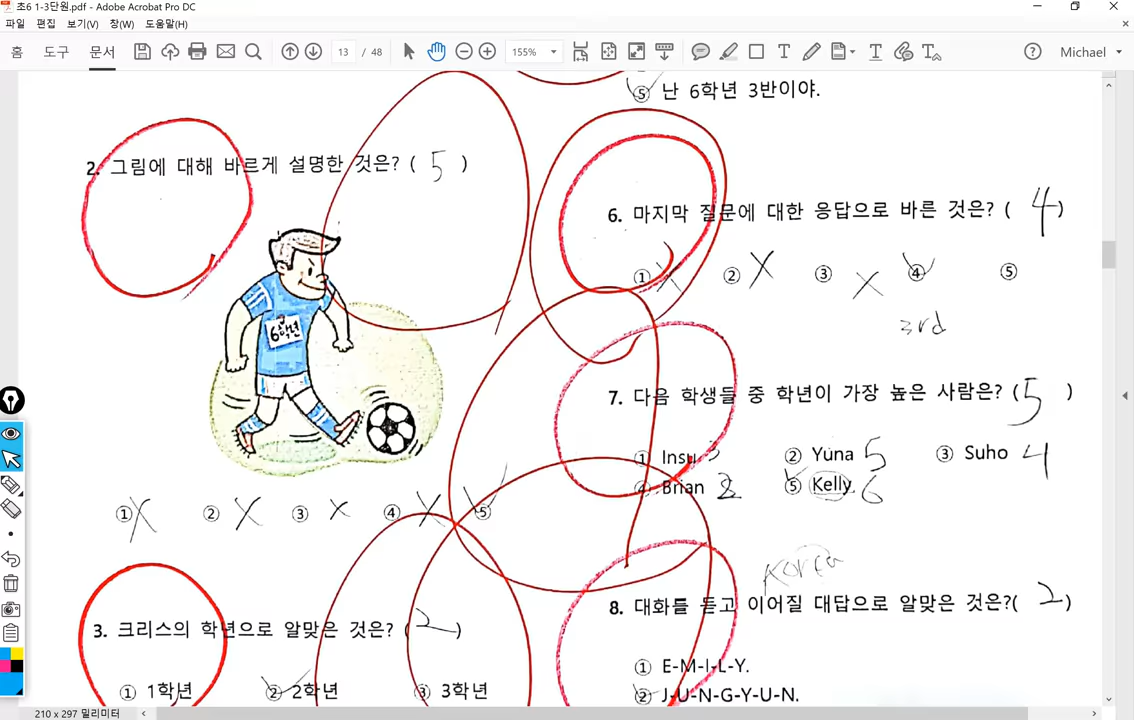 초6 1-3단원.pdf - Adobe Acrobat Pro DC
파일 편집 보기(V) 창(W) 도움말(H)
홈 도구 문서 13 / 48 155% Michael
⑤ 난 6학년 3반이야.
2. 그림에 대해 바르게 설명한 것은? ( 5 )
6학년
① X ② X ③ X ④ X ⑤
3. 크리스의 학년으로 알맞은 것은? ( 2 )
① 1학년 ② 2학년 ③ 3학년
6. 마지막 질문에 대한 응답으로 바른 것은? ( 4 )
① X ② X ③ X ④ ⑤
3rd
7. 다음 학생들 중 학년이 가장 높은 사람은? ( 5 )
① Insu ② Yuna 5 ③ Suho 4
④ Brian 2 ⑤ Kelly 6
Korea
8. 대화를 듣고 이어질 대답으로 알맞은 것은?( 2 )
① E-M-I-L-Y.
② J-U-N-G-Y-U-N.
210 x 297 밀리미터